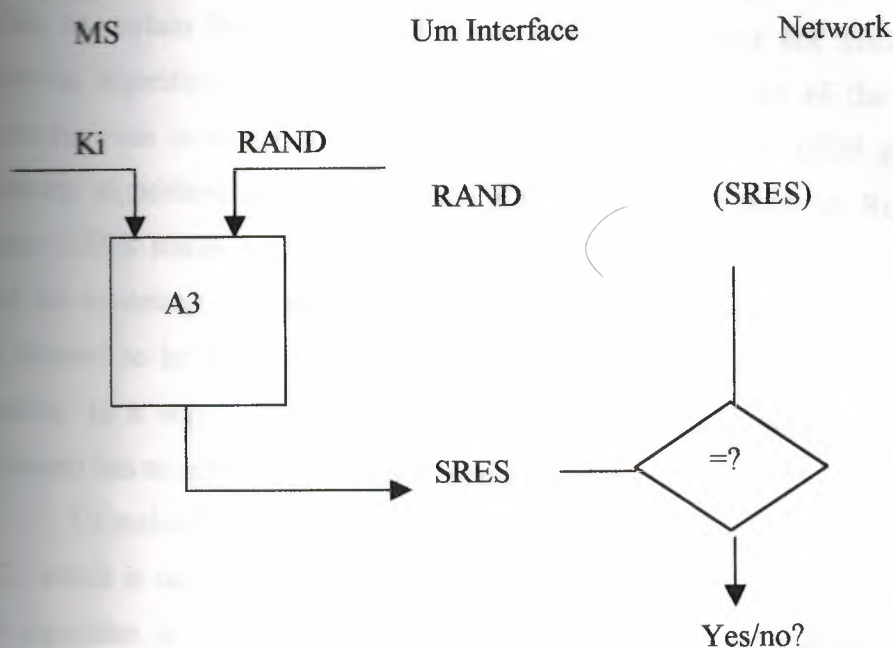 MS Um Interface Network
Ki RAND
RAND (SRES)
A3
=?
SRES
Yes/no?